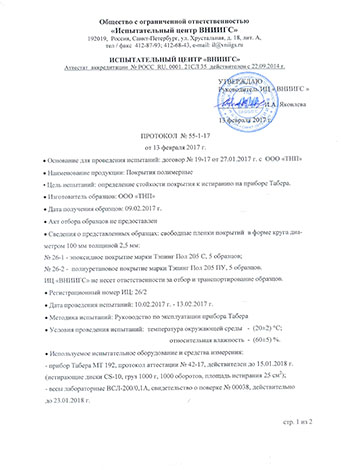 Общество с ограниченной ответственностью
«Испытательный центр ВНИИГС»
192019, Россия, Санкт-Петербург, ул. Хрустальная, д. 18, лит. А,
тел / факс 412-87-93; 412-68-43, e-mail: il@vniigs.ru
ИСПЫТАТЕЛЬНЫЙ ЦЕНТР «ВНИИГС»
Аттестат аккредитации № РОСС RU. 0001. 21СЛ35 действителен с 22.09.2014 г.
УТВЕРЖДАЮ
Руководитель ИЦ « ВНИИГС »
И.А. Яковлева
13 февраля 2017 г.
ПРОТОКОЛ № 55-1-17
от 13 февраля 2017 г.
• Основание для проведения испытаний: договор № 19-17 от 27.01.2017 г. с ООО «ТНП»
• Наименование продукции: Покрытия полимерные
• Цель испытаний: определение стойкости покрытия к истиранию на приборе Табера.
• Изготовитель образцов: ООО «ТНП»
• Дата получения образцов: 09.02.2017 г.
• Акт отбора образцов не предоставлен
• Сведения о представленных образцах: свободные пленки покрытий в форме круга диа-
метром 100 мм толщиной 2,5 мм:
№ 26-1 - эпоксидное покрытие марки Тэпинг Пол 205 С, 5 образцов;
№ 26-2 - полиуретановое покрытие марки Тэпинг Пол 205 ПУ, 5 образцов.
ИЦ «ВНИИГС» не несет ответственности за отбор и транспортирование образцов.
• Регистрационный номер ИЦ: 26/2
• Дата проведения испытаний: 10.02.2017 г. - 13.02.2017 г.
• Методика испытаний: Руководство по эксплуатации прибора Табера
• Условия проведения испытаний: температура окружающей среды - (20±2) °С;
относительная влажность - (60±5) %.
• Используемое испытательное оборудование и средства измерения:
- прибор Табера МТ 192, протокол аттестации № 42-17, действителен до 15.01.2018 г.
(истирающие диски CS-10, груз 1000 г, 1000 оборотов, площадь истирания 25 см²);
- весы лабораторные ВСЛ-200/0,1А, свидетельство о поверке № 00038, действительно
до 23.01.2018 г.
стр. 1 из 2